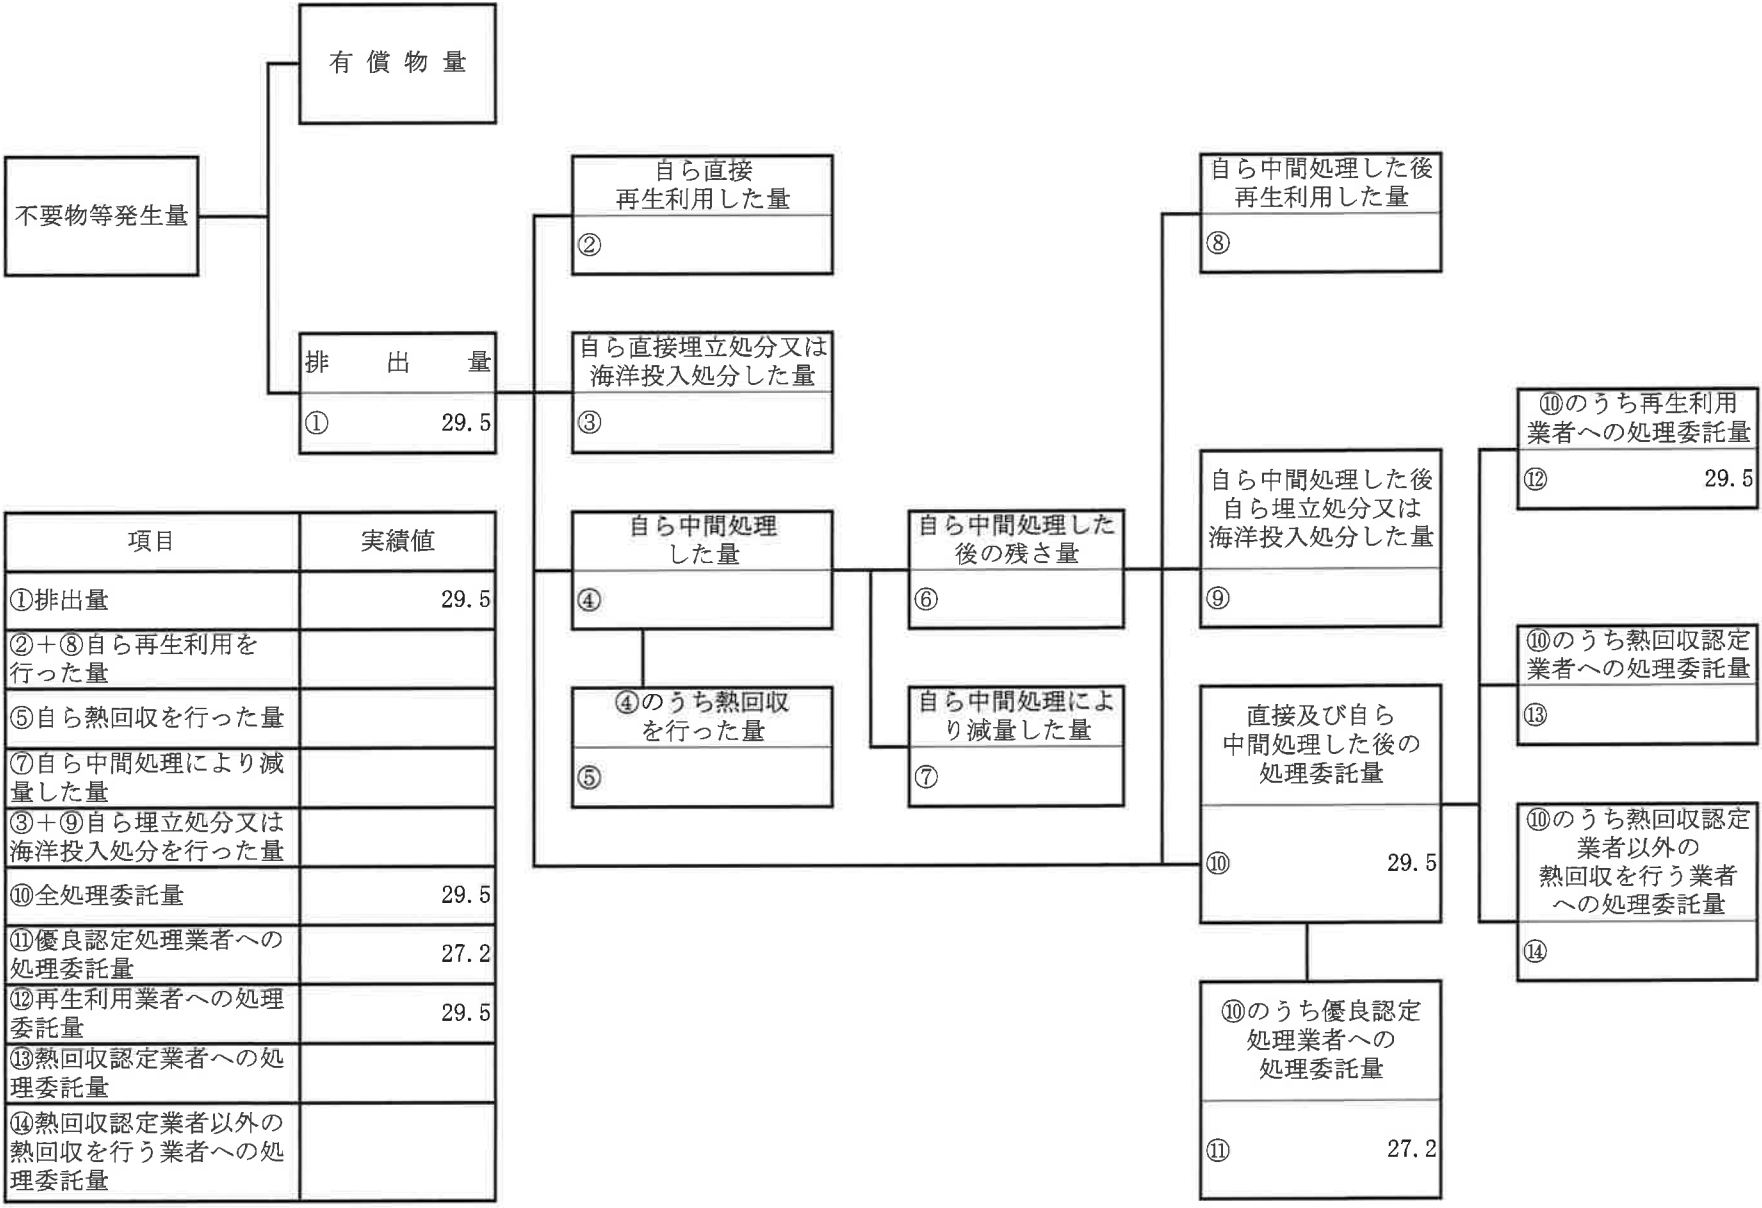 有償物量
不要物等発生量
排出量
① 29.5
自ら直接
再生利用した量
②
自ら直接埋立処分又は
海洋投入処分した量
③
自ら中間処理
した量
④
④のうち熱回収
を行った量
⑤
自ら中間処理した
後の残さ量
⑥
自ら中間処理によ
り減量した量
⑦
自ら中間処理した後
再生利用した量
⑧
自ら中間処理した後
自ら埋立処分又は
海洋投入処分した量
⑨
直接及び自ら
中間処理した後の
処理委託量
⑩ 29.5
⑩のうち優良認定
処理業者への
処理委託量
⑪ 27.2
⑩のうち再生利用
業者への処理委託量
⑫ 29.5
⑩のうち熱回収認定
業者への処理委託量
⑬
⑩のうち熱回収認定
業者以外の
熱回収を行う業者
への処理委託量
⑭
項目 実績値
①排出量 29.5
②＋⑧自ら再生利用を
行った量
⑤自ら熱回収を行った量
⑦自ら中間処理により減
量した量
③＋⑨自ら埋立処分又は
海洋投入処分を行った量
⑩全処理委託量 29.5
⑪優良認定処理業者への
処理委託量 27.2
⑫再生利用業者への処理
委託量 29.5
⑬熱回収認定業者への処
理委託量
⑭熱回収認定業者以外の
熱回収を行う業者への処
理委託量